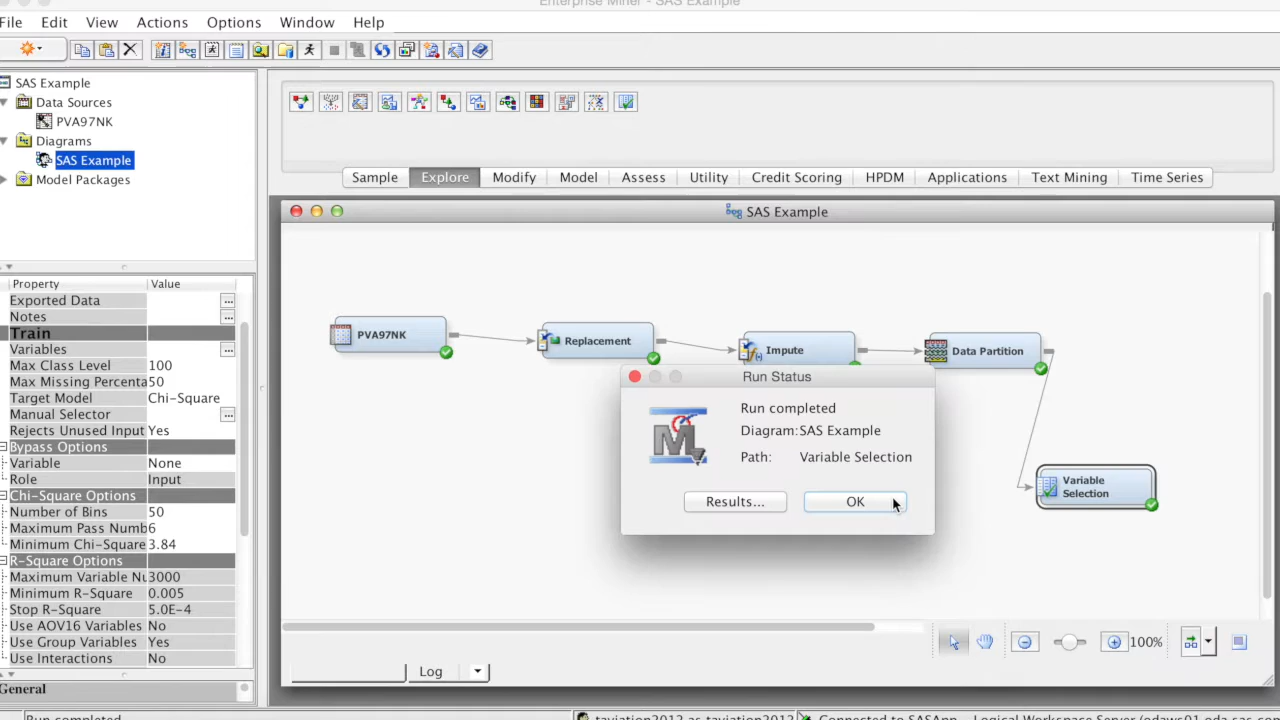 Enterprise Miner - SAS Example
File Edit View Actions Options Window Help
SAS Example
Data Sources
PVA97NK
Diagrams
SAS Example
Model Packages
Sample Explore Modify Model Assess Utility Credit Scoring HPDM Applications Text Mining Time Series
SAS Example
Property Value
Exported Data ...
Notes ...
Train
Variables ...
Max Class Level 100
Max Missing Percenta 50
Target Model Chi-Square
Manual Selector ...
Rejects Unused Input Yes
Bypass Options
Variable None
Role Input
Chi-Square Options
Number of Bins 50
Maximum Pass Numb 6
Minimum Chi-Square 3.84
R-Square Options
Maximum Variable Nu 3000
Minimum R-Square 0.005
Stop R-Square 5.0E-4
Use AOV16 Variables No
Use Group Variables Yes
Use Interactions No
General
PVA97NK
Replacement
Impute
Data Partition
Variable
Selection
Run Status
Run completed
Diagram: SAS Example
Path: Variable Selection
Results... OK
100%
Log
Run completed
taviation2012 as taviation2012 Connected to SASApp - Logical Workspace Server